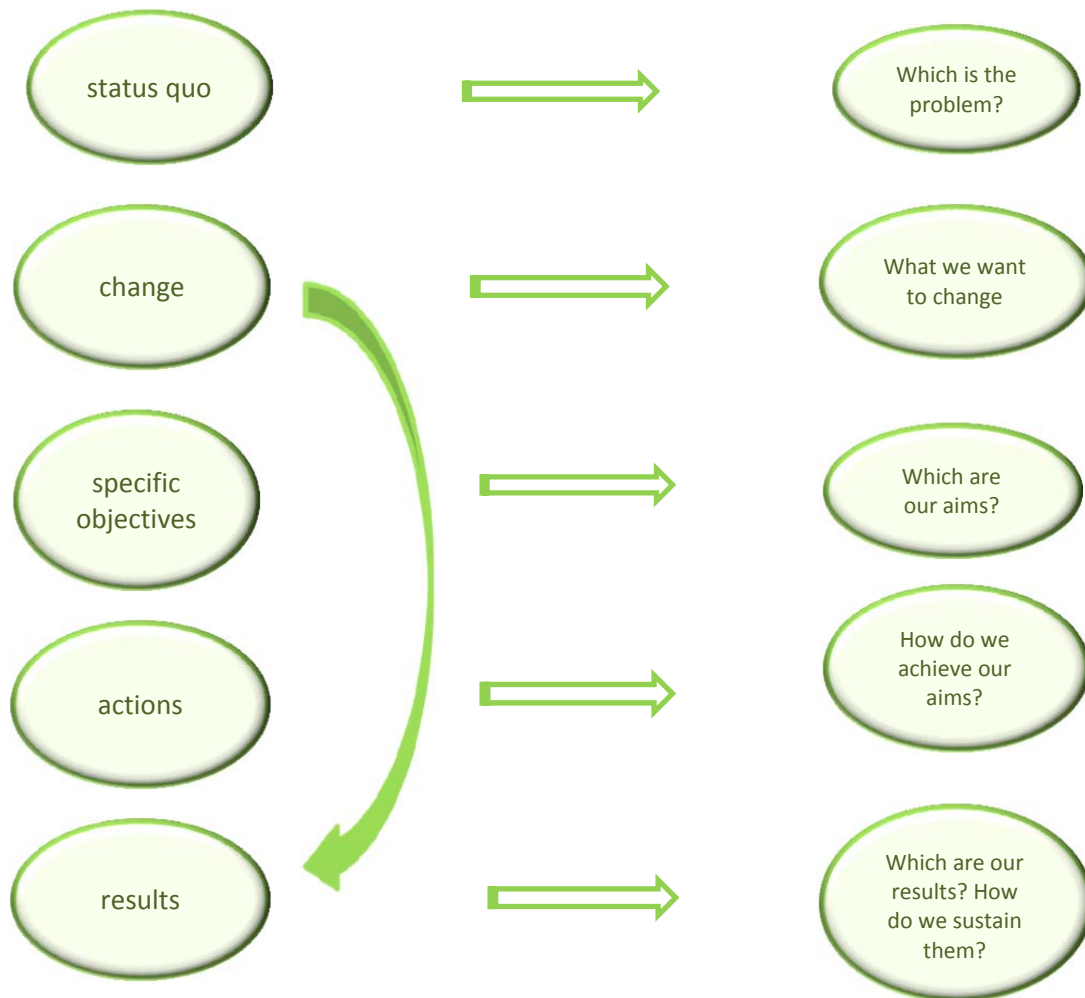 status quo
Which is the
problem?
change
What we want
to change
specific
objectives
Which are
our aims?
actions
How do we
achieve our
aims?
results
Which are our
results? How
do we sustain
them?